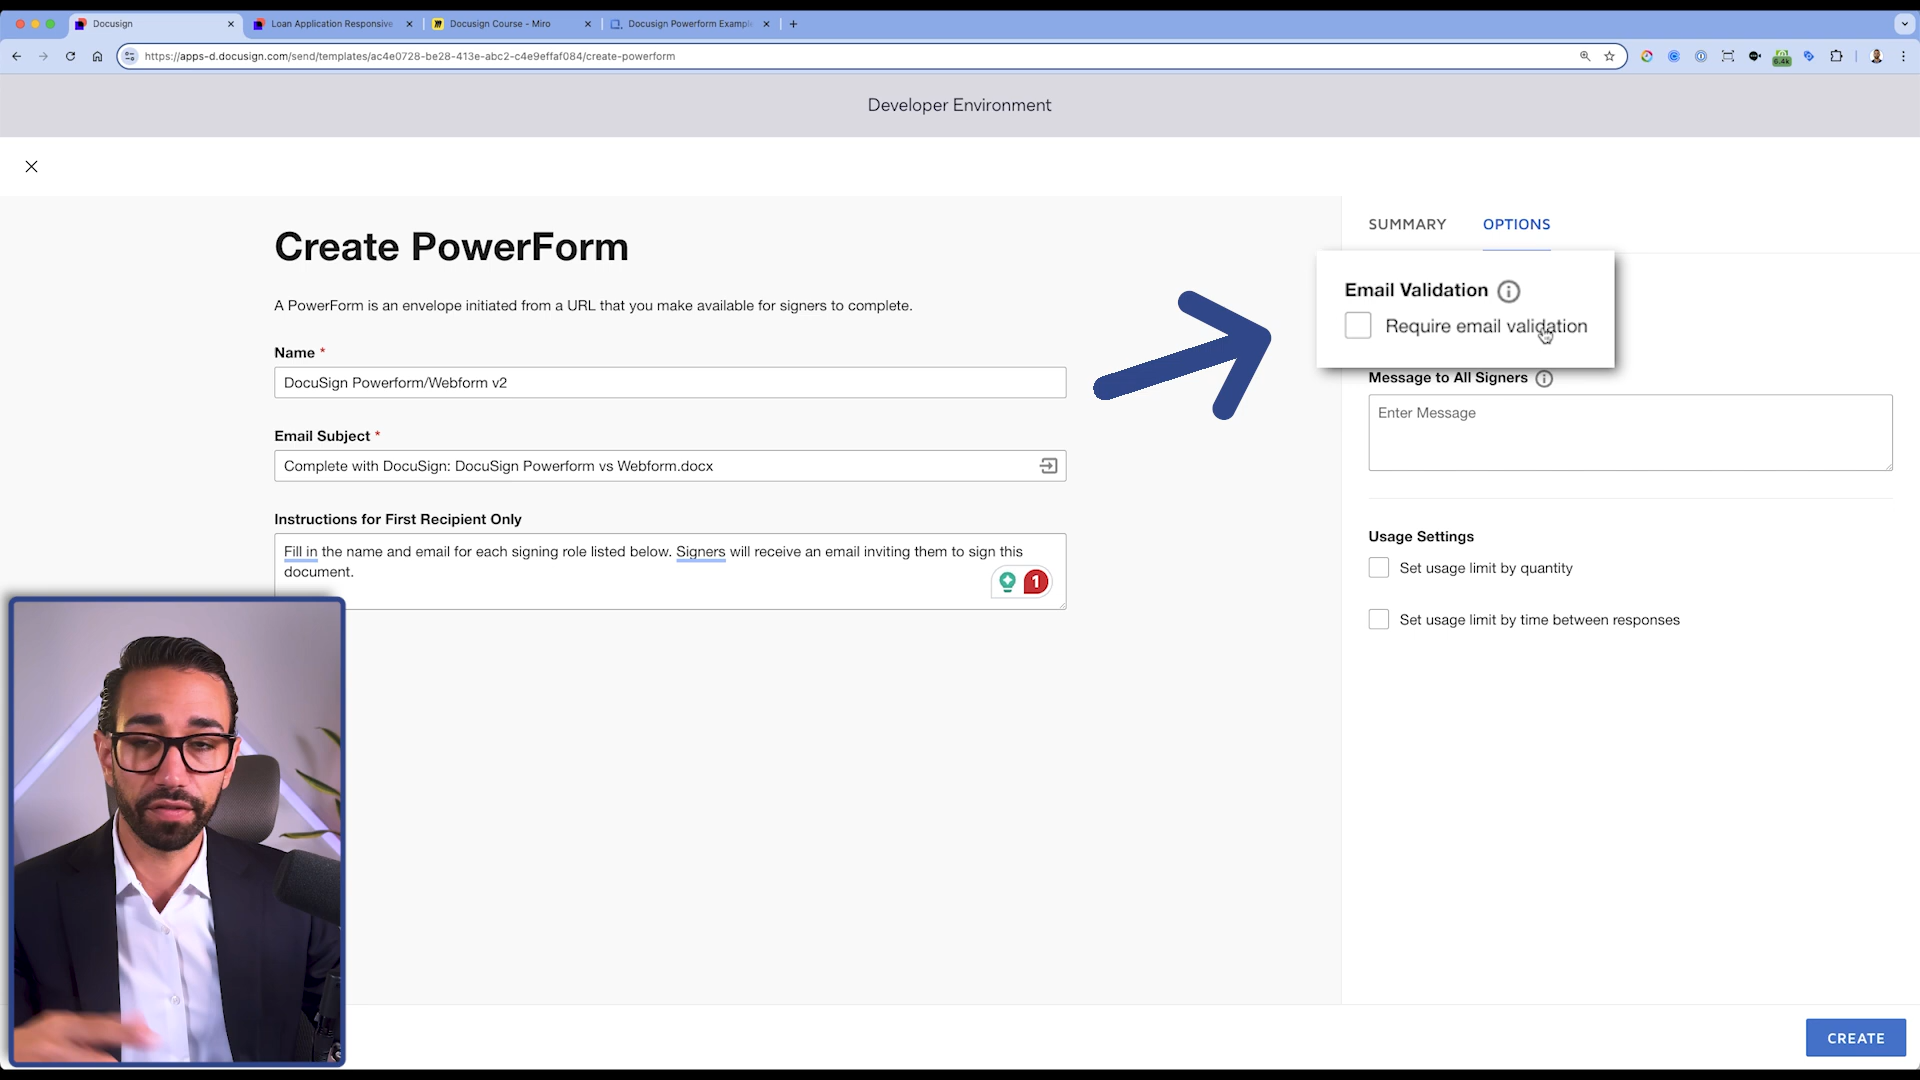 Docusign
Loan Application Responsive
Docusign Course - Miro
Docusign Powerform Example
https://apps-d.docusign.com/send/templates/ac4e0728-be28-413e-abc2-c4e9effaf084/create-powerform
6.4k
Developer Environment
Create PowerForm
A PowerForm is an envelope initiated from a URL that you make available for signers to complete.
Name *
DocuSign Powerform/Webform v2
Email Subject *
Complete with DocuSign: DocuSign Powerform vs Webform.docx
Instructions for First Recipient Only
Fill in the name and email for each signing role listed below. Signers will receive an email inviting them to sign this
document.
1
SUMMARY
OPTIONS
Email Validation
Require email validation
Message to All Signers
Enter Message
Usage Settings
Set usage limit by quantity
Set usage limit by time between responses
CREATE